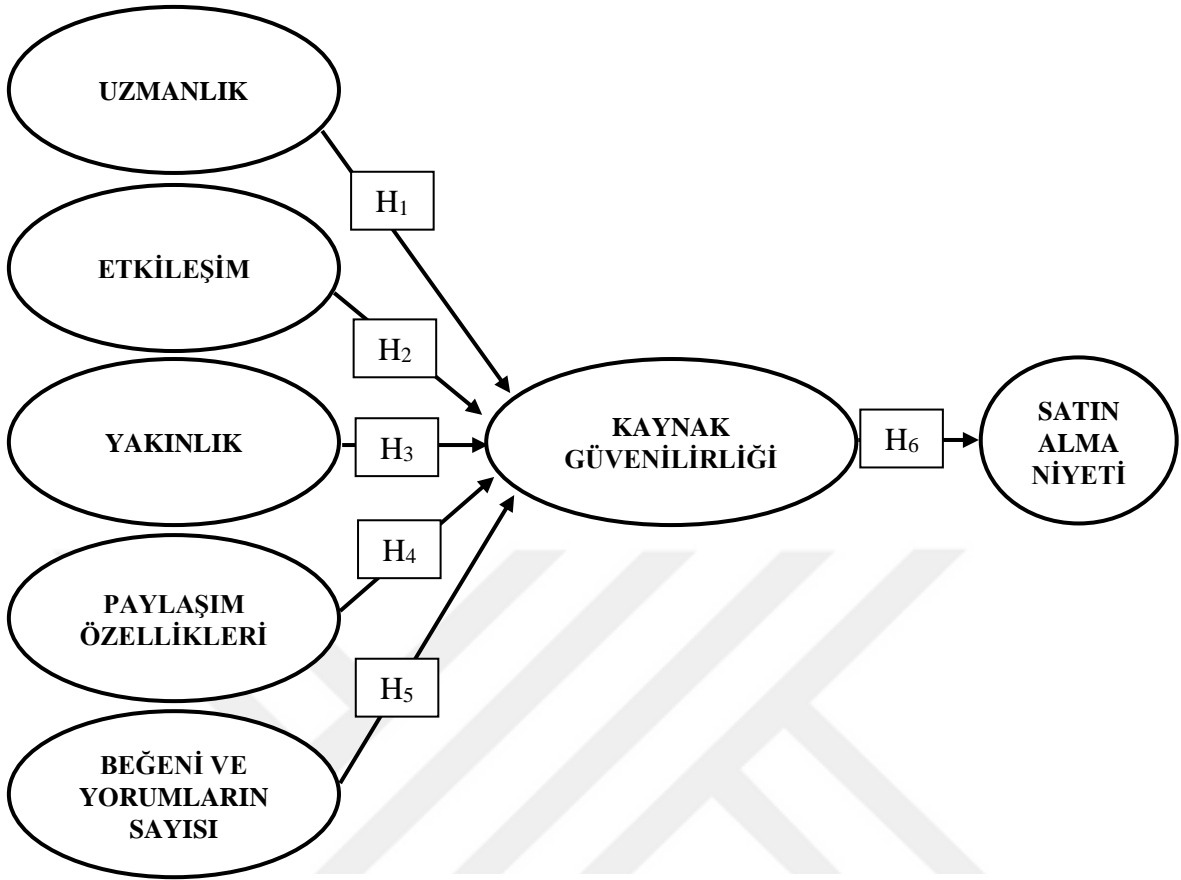 UZMANLIK
H₁
ETKİLEŞİM
H₂
YAKINLIK
H₃
KAYNAK
GÜVENİLİRLİĞİ
H₆
SATIN
ALMA
NİYETİ
PAYLAŞIM
ÖZELLİKLERİ
H₄
BEĞENİ VE
YORUMLARIN
SAYISI
H₅